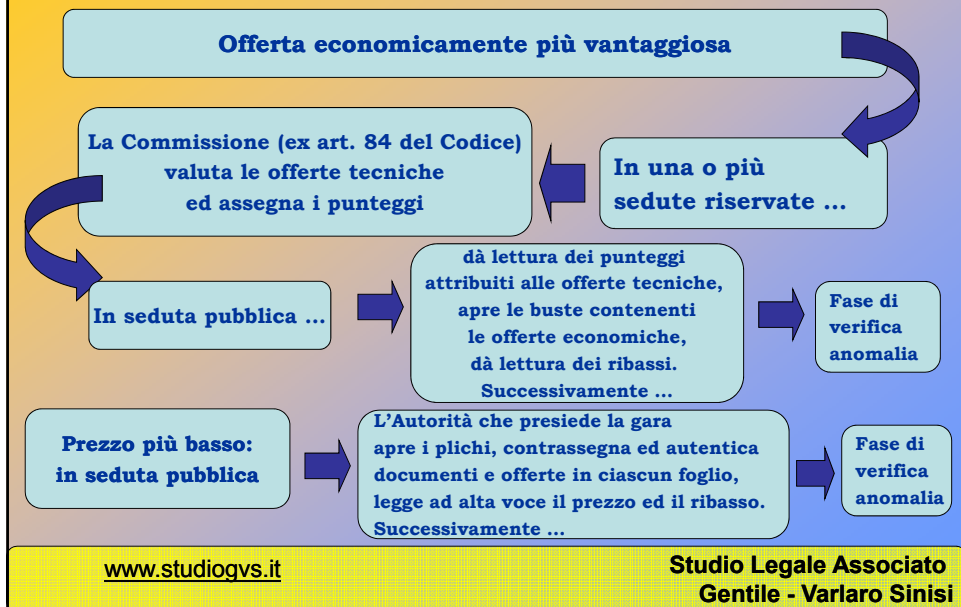 Offerta economicamente più vantaggiosa
In una o più
sedute riservate ...
La Commissione (ex art. 84 del Codice)
valuta le offerte tecniche
ed assegna i punteggi
In seduta pubblica ...
dà lettura dei punteggi
attribuiti alle offerte tecniche,
apre le buste contenenti
le offerte economiche,
dà lettura dei ribassi.
Successivamente ...
Fase di
verifica
anomalia
Prezzo più basso:
in seduta pubblica
L'Autorità che presiede la gara
apre i plichi, contrassegna ed autentica
documenti e offerte in ciascun foglio,
legge ad alta voce il prezzo ed il ribasso.
Successivamente ...
Fase di
verifica
anomalia
www.studiogvs.it
Studio Legale Associato
Gentile - Varlaro Sinisi